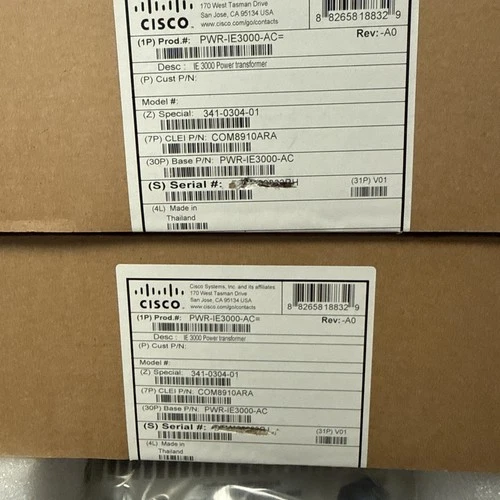 CISCO
170 West Tasman Drive
San Jose, CA 95134 USA
www.cisco.com/go/contacts
8 82658 18832 9
(1P) Prod.#: PWR-IE3000-AC=
Rev: -A0
Desc : IE 3000 Power transformer
(P) Cust P/N:
Model #:
(Z) Special: 341-0304-01
(7P) CLEI P/N: COM8910ARA
(30P) Base P/N: PWR-IE3000-AC
(S) Serial #:
(31P) V01
(4L) Made in
Thailand
CISCO
Cisco Systems, Inc. and its affiliates
170 West Tasman Drive
San Jose, CA 95134 USA
www.cisco.com/go/contacts
8 82658 18832 9
(1P) Prod.#: PWR-IE3000-AC=
Rev: -A0
Desc : IE 3000 Power transformer
(P) Cust P/N:
Model #:
(Z) Special: 341-0304-01
(7P) CLEI P/N: COM8910ARA
(30P) Base P/N: PWR-IE3000-AC
(S) Serial #:
(31P) V01
(4L) Made in
Thailand